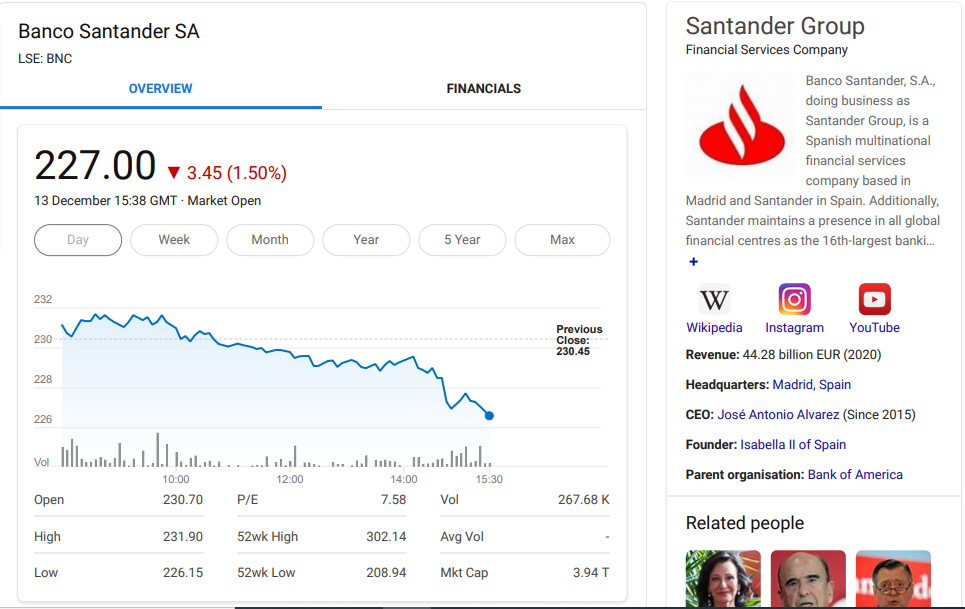 Banco Santander SA
LSE: BNC
OVERVIEW
FINANCIALS
227.00 ▼ 3.45 (1.50%)
13 December 15:38 GMT · Market Open
Day
Week
Month
Year
5 Year
Max
232
230
228
226
Vol
Previous
Close:
230.45
10:00
12:00
14:00
15:30
Open 230.70
P/E 7.58
Vol 267.68 K
High 231.90
52wk High 302.14
Avg Vol -
Low 226.15
52wk Low 208.94
Mkt Cap 3.94 T
Santander Group
Financial Services Company
Banco Santander, S.A.,
doing business as
Santander Group, is a
Spanish multinational
financial services
company based in
Madrid and Santander in Spain. Additionally,
Santander maintains a presence in all global
financial centres as the 16th-largest banki...
+
W
Wikipedia
Instagram
YouTube
Revenue: 44.28 billion EUR (2020)
Headquarters: Madrid, Spain
CEO: José Antonio Alvarez (Since 2015)
Founder: Isabella II of Spain
Parent organisation: Bank of America
Related people